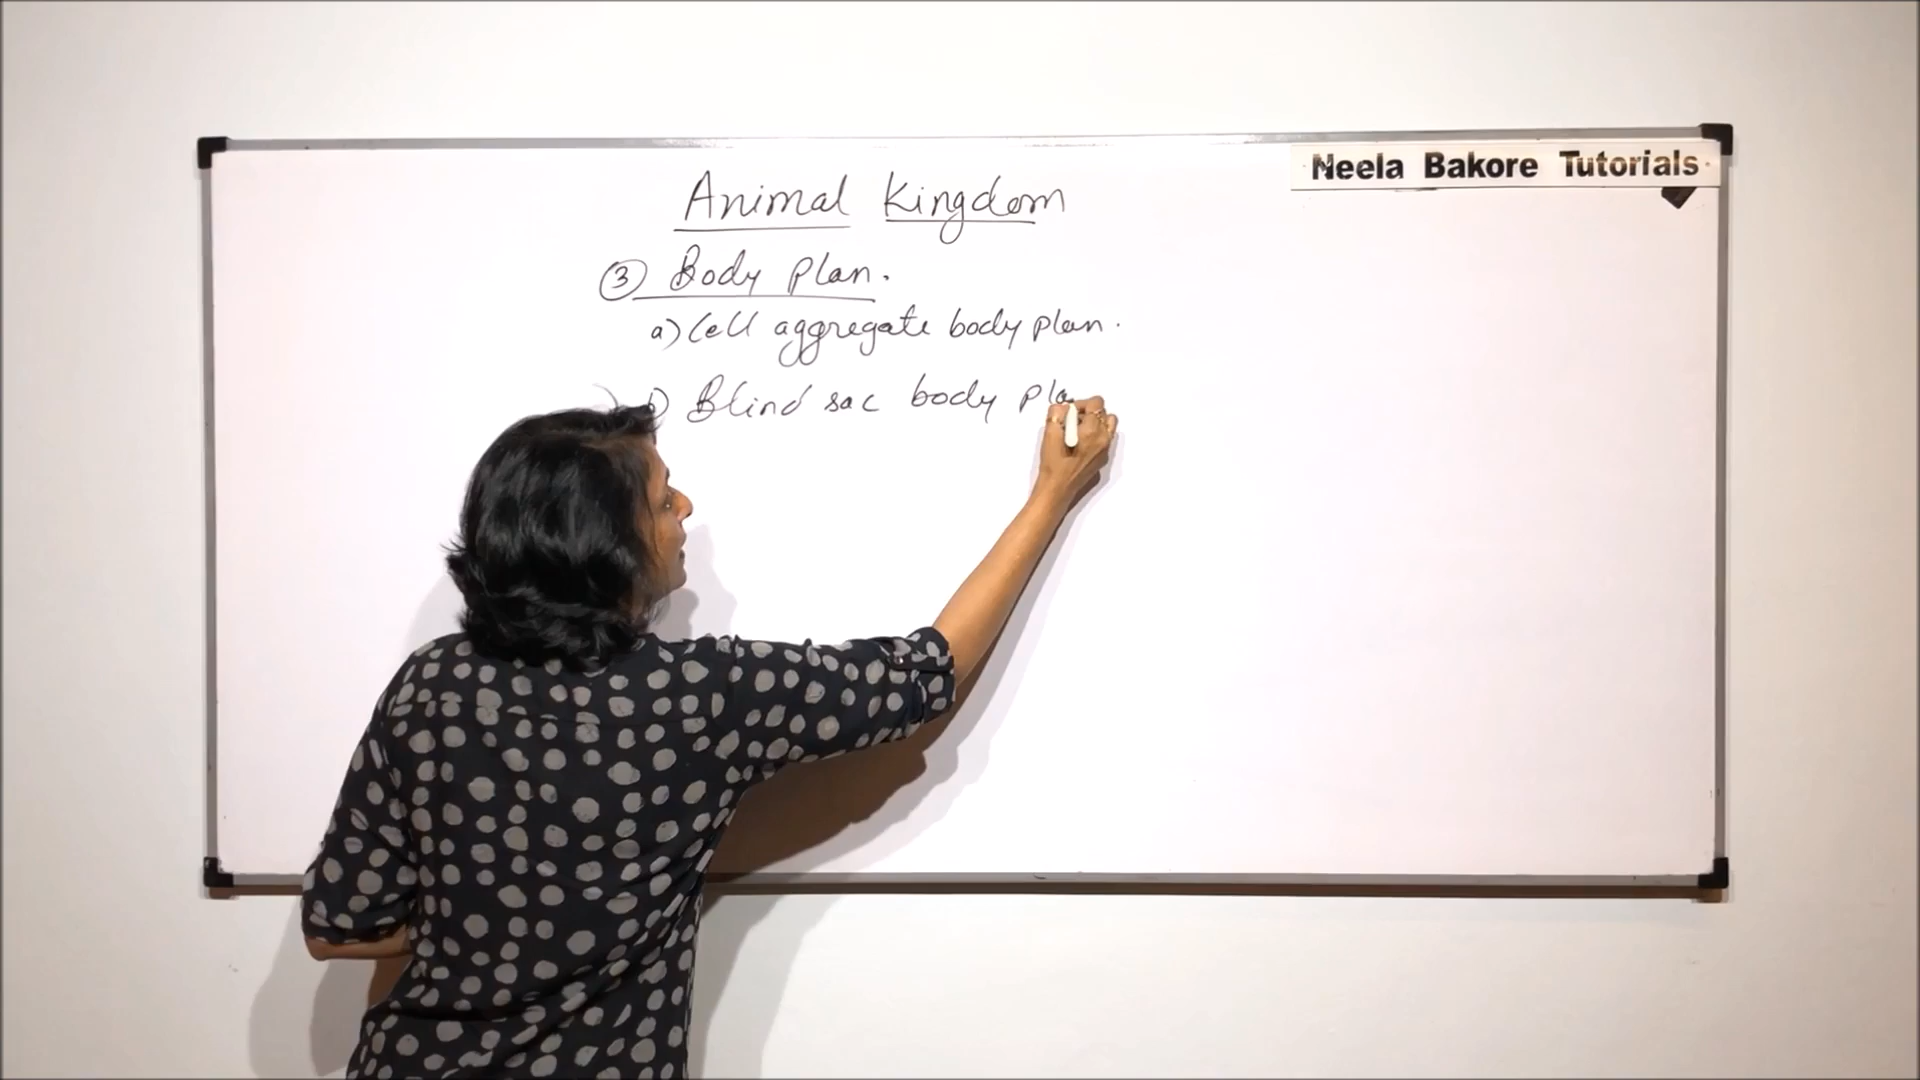 Neela Bakore Tutorials
Animal Kingdom
③ Body Plan.
a) Cell aggregate body plan.
b) Blind sac body pla